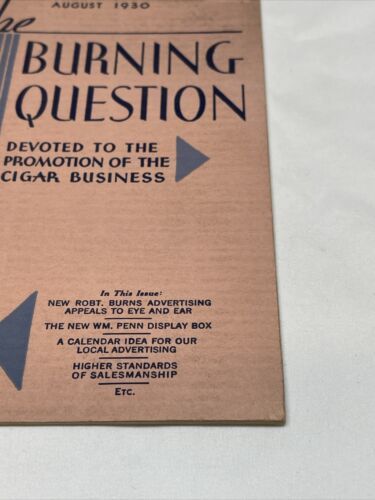 AUGUST 1930
he
BURNING
QUESTION
DEVOTED TO THE
PROMOTION OF THE
CIGAR BUSINESS
In This Issue:
NEW ROBT. BURNS ADVERTISING
APPEALS TO EYE AND EAR
THE NEW WM. PENN DISPLAY BOX
A CALENDAR IDEA FOR OUR
LOCAL ADVERTISING
HIGHER STANDARDS
OF SALESMANSHIP
ETC.